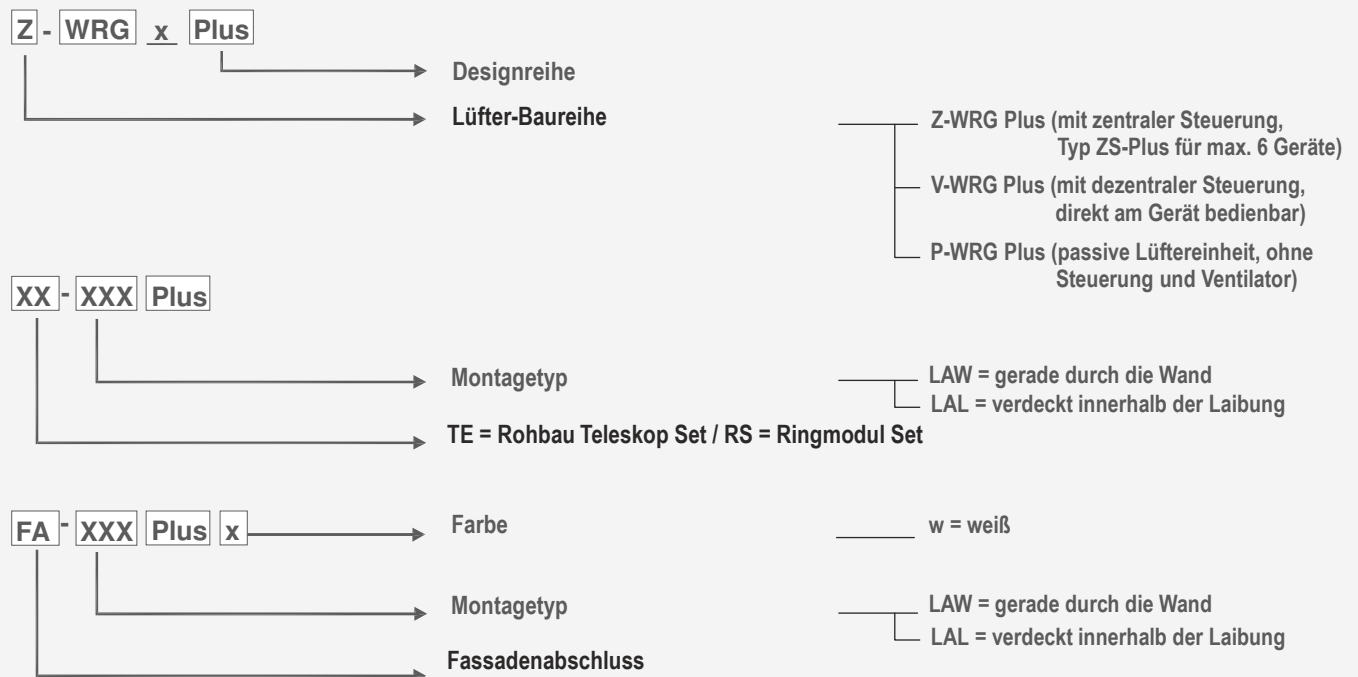 Z - WRG x Plus
Designreihe
Lüfter-Baureihe
Z-WRG Plus (mit zentraler Steuerung,
Typ ZS-Plus für max. 6 Geräte)
V-WRG Plus (mit dezentraler Steuerung,
direkt am Gerät bedienbar)
P-WRG Plus (passive Lüftereinheit, ohne
Steuerung und Ventilator)
XX - XXX Plus
Montagetyp
LAW = gerade durch die Wand
LAL = verdeckt innerhalb der Laibung
TE = Rohbau Teleskop Set / RS = Ringmodul Set
FA - XXX Plus x
Farbe
w = weiß
Montagetyp
LAW = gerade durch die Wand
LAL = verdeckt innerhalb der Laibung
Fassadenabschluss